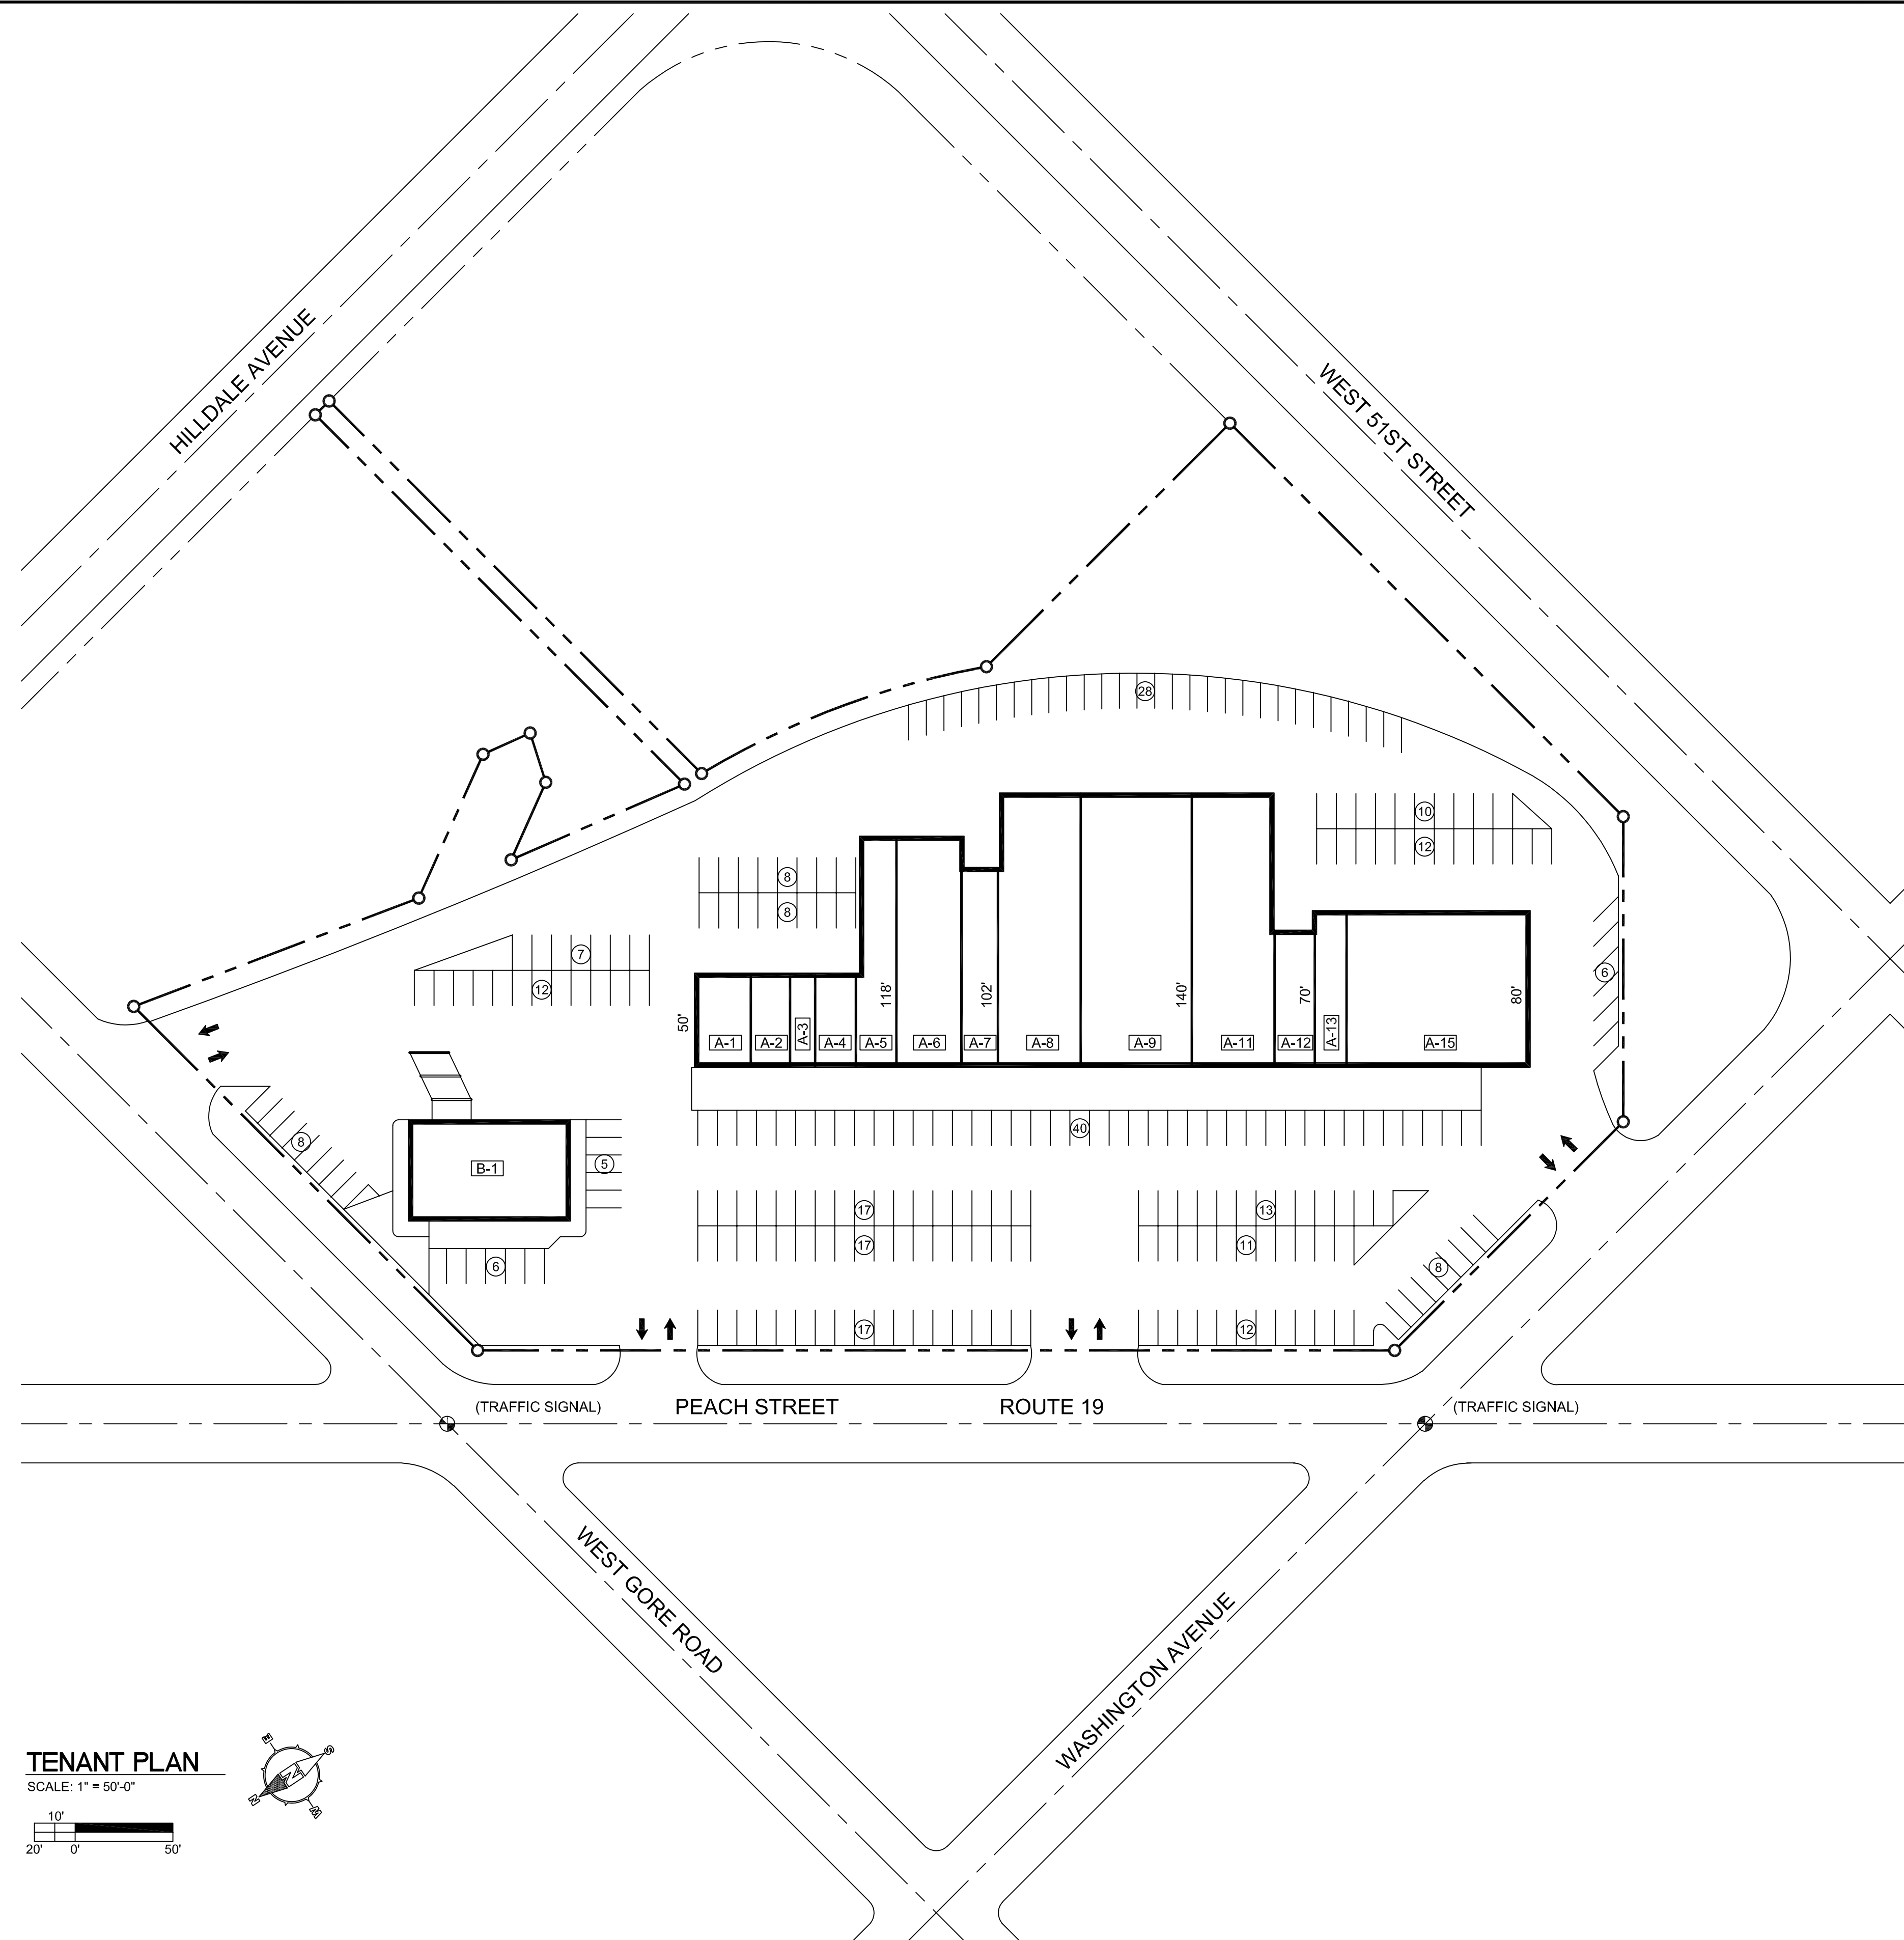 HILLDALE AVENUE
WEST 51ST STREET
28
10
12
8
8
7
12
6
50'
118'
102'
140'
70'
80'
A-1
A-2
A-3
A-4
A-5
A-6
A-7
A-8
A-9
A-11
A-12
A-13
A-15
40
8
B-1
5
6
17
17
13
11
8
17
12
(TRAFFIC SIGNAL)
PEACH STREET
ROUTE 19
(TRAFFIC SIGNAL)
WEST GORE ROAD
WASHINGTON AVENUE
TENANT PLAN
SCALE: 1" = 50'-0"
10'
20'
0'
50'
E
S
N
N
W